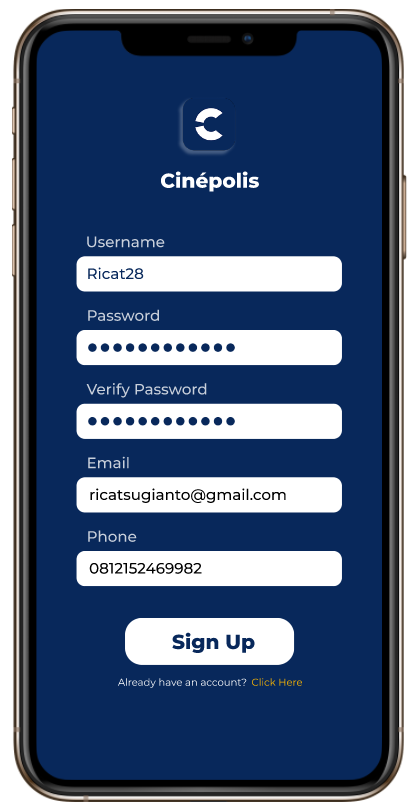 Cinépolis
Username
Ricat28
Password
●●●●●●●●●●●●
Verify Password
●●●●●●●●●●●●
Email
ricatsugianto@gmail.com
Phone
0812152469982
Sign Up
Already have an account? Click Here